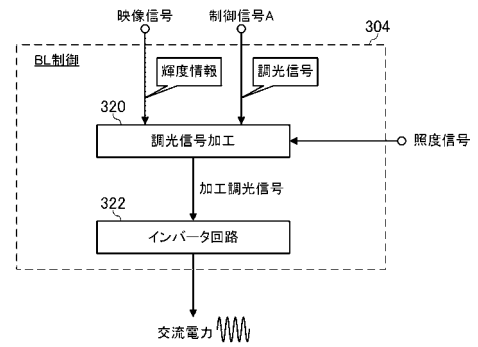 映像信号
制御信号A
304
BL制御
輝度情報
調光信号
320
調光信号加工
照度信号
加工調光信号
322
インバータ回路
交流電力